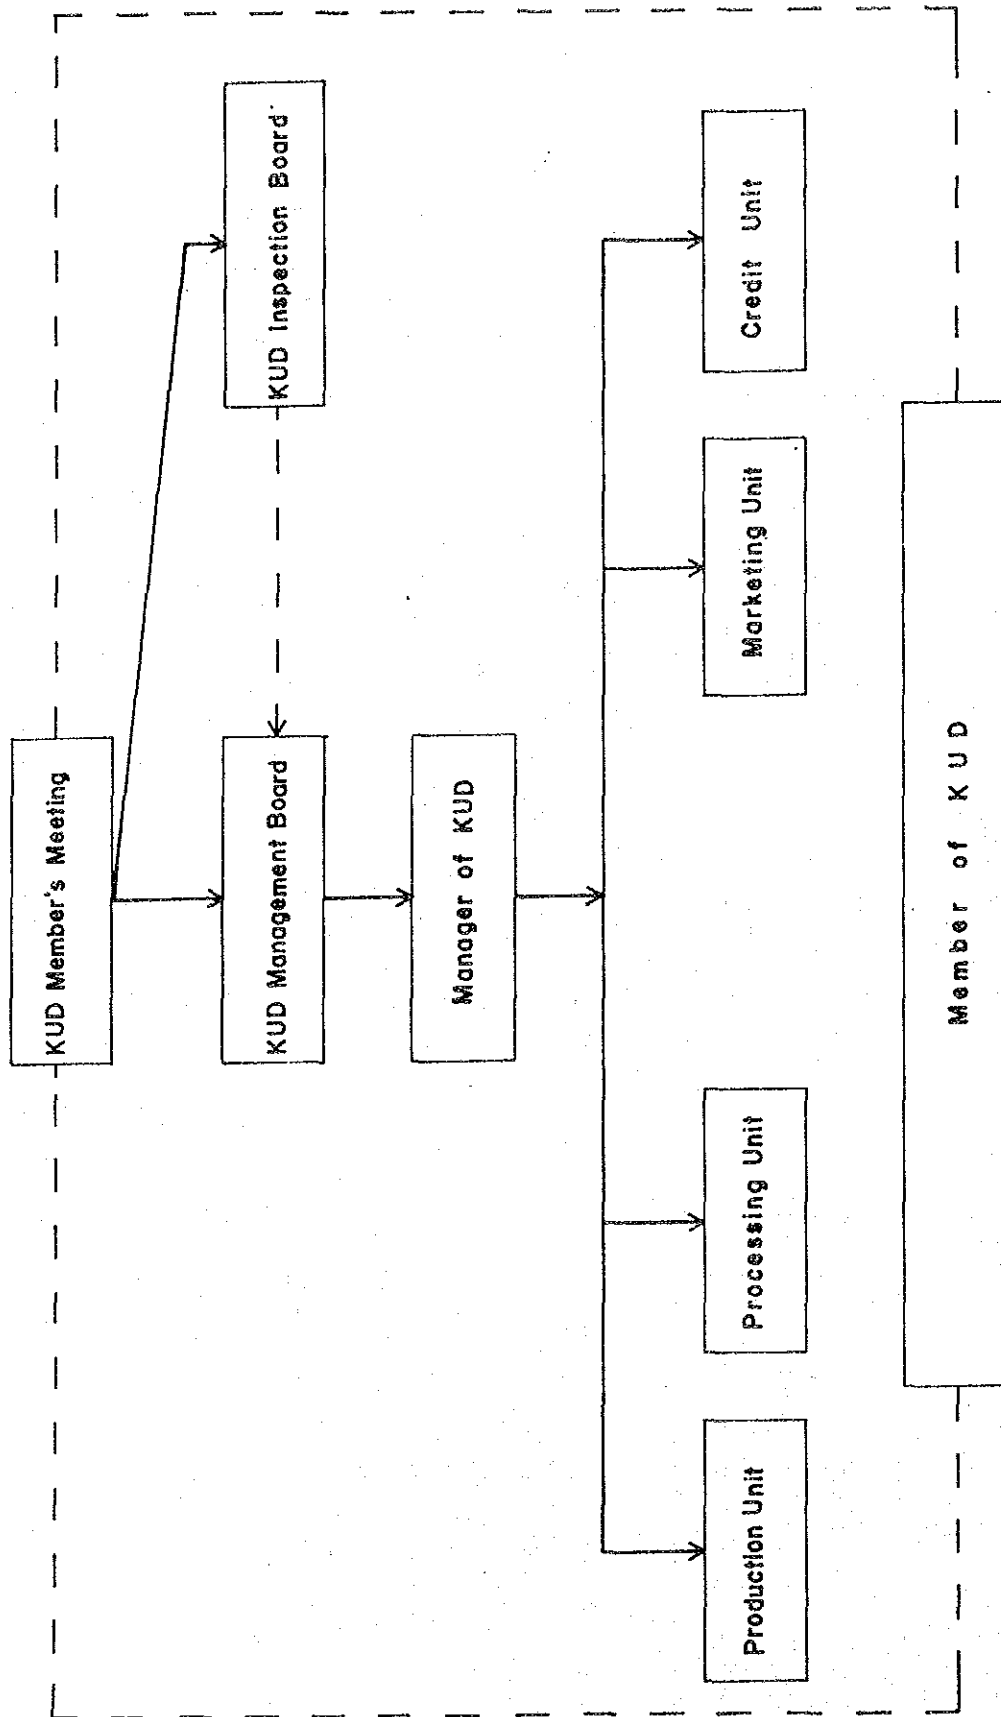 KUD Member's Meeting
KUD Management Board
KUD Inspection Board
Manager of KUD
Production Unit
Processing Unit
Marketing Unit
Credit Unit
Member of KUD